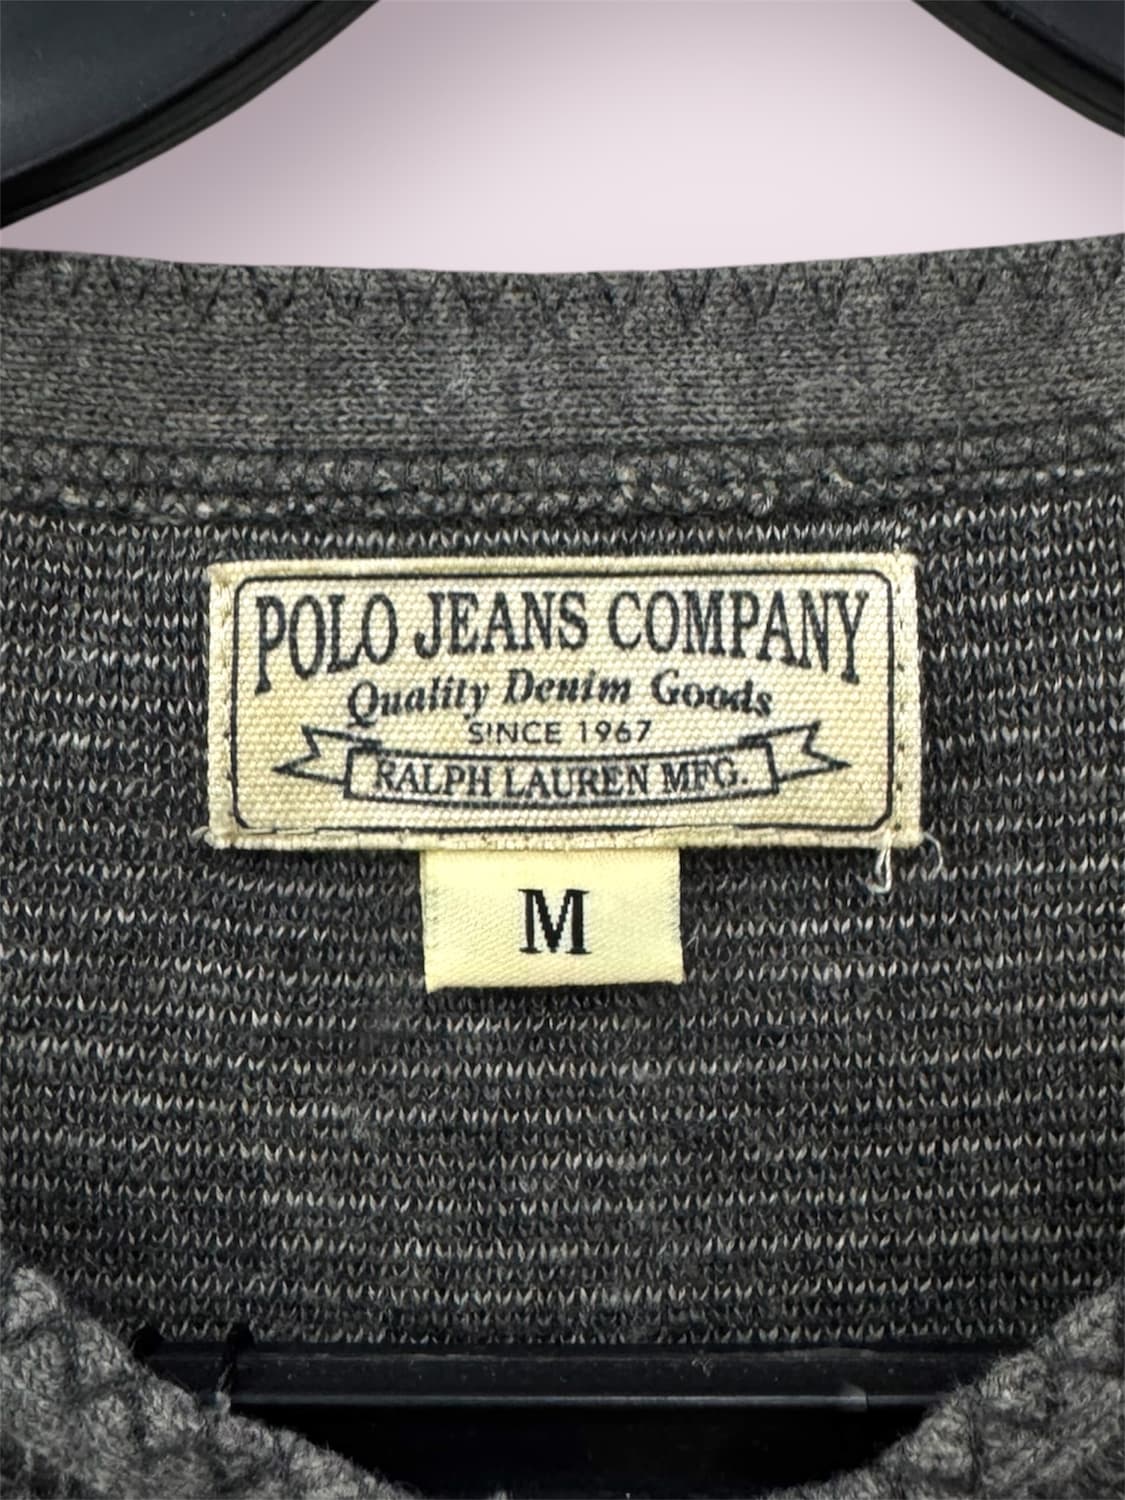 POLO JEANS COMPANY
Quality Denim Goods
SINCE 1967
RALPH LAUREN MFG.
M